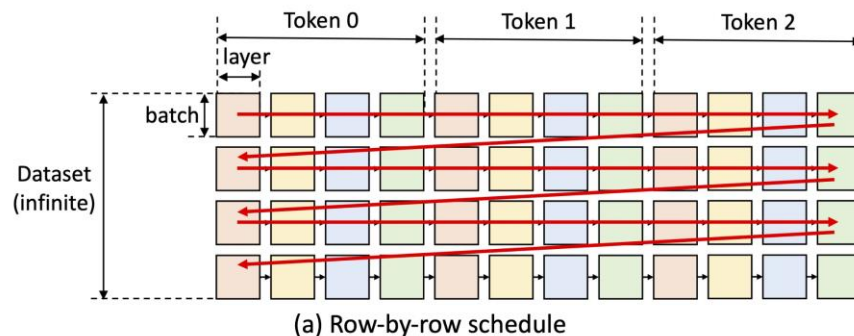 Token 0 Token 1 Token 2
layer
batch
Dataset
(infinite)
(a) Row-by-row schedule